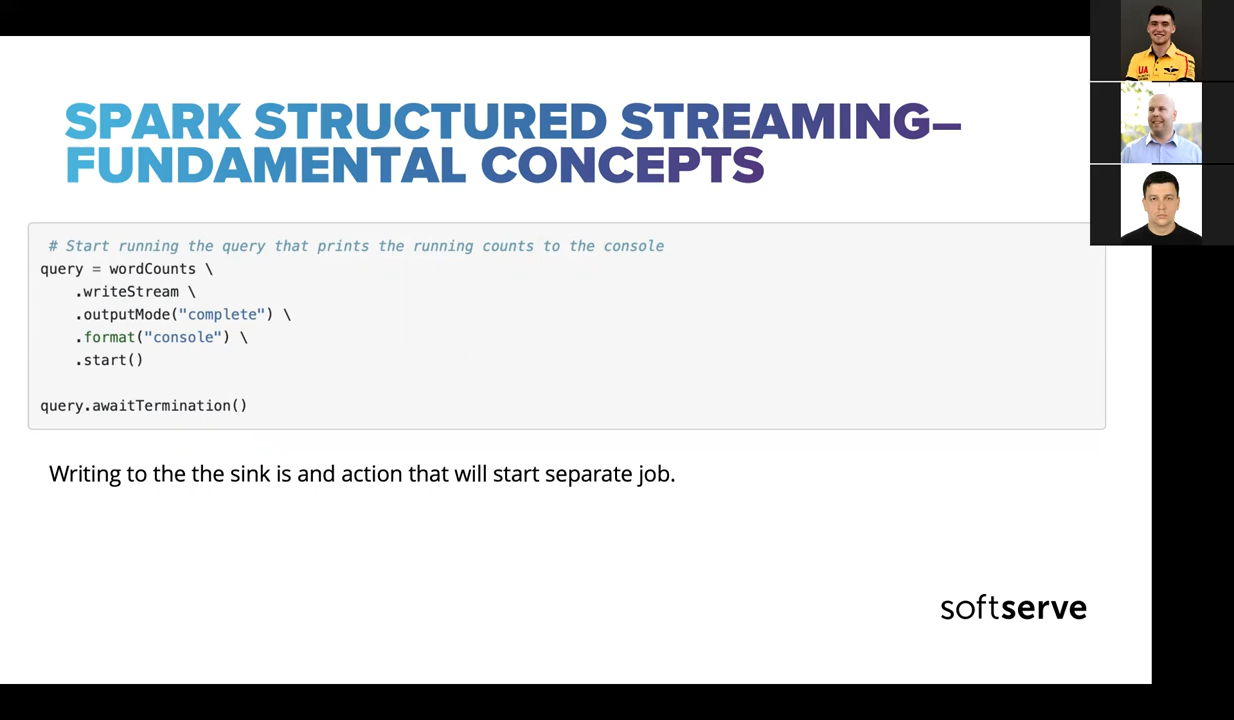 SPARK STRUCTURED STREAMING—
FUNDAMENTAL CONCEPTS
# Start running the query that prints the running counts to the console
query = wordCounts \
    .writeStream \
    .outputMode("complete") \
    .format("console") \
    .start()
query.awaitTermination()
Writing to the the sink is and action that will start separate job.
softserve
UA